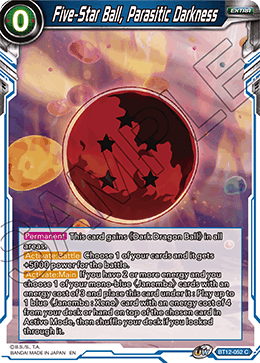 0
Five-Star Ball, Parasitic Darkness
EXTRA
Permanent This card gains《Dark Dragon Ball》in all
areas.
Activate:Battle Choose 1 of your cards and it gets
+5000 power for the battle.
Activate:Main If you have 2 or more energy and you
choose 1 of your mono-blue《Janemba》cards with an
energy cost of 3 and place this card under it : Play up to
1 blue《Janemba : Xeno》card with an energy cost of 4
from your deck or hand on top of the chosen card in
Active Mode, then shuffle your deck if you looked
through it.
©B.S./S., T.A.
BANDAI MADE IN JAPAN EN
BT12-052 C